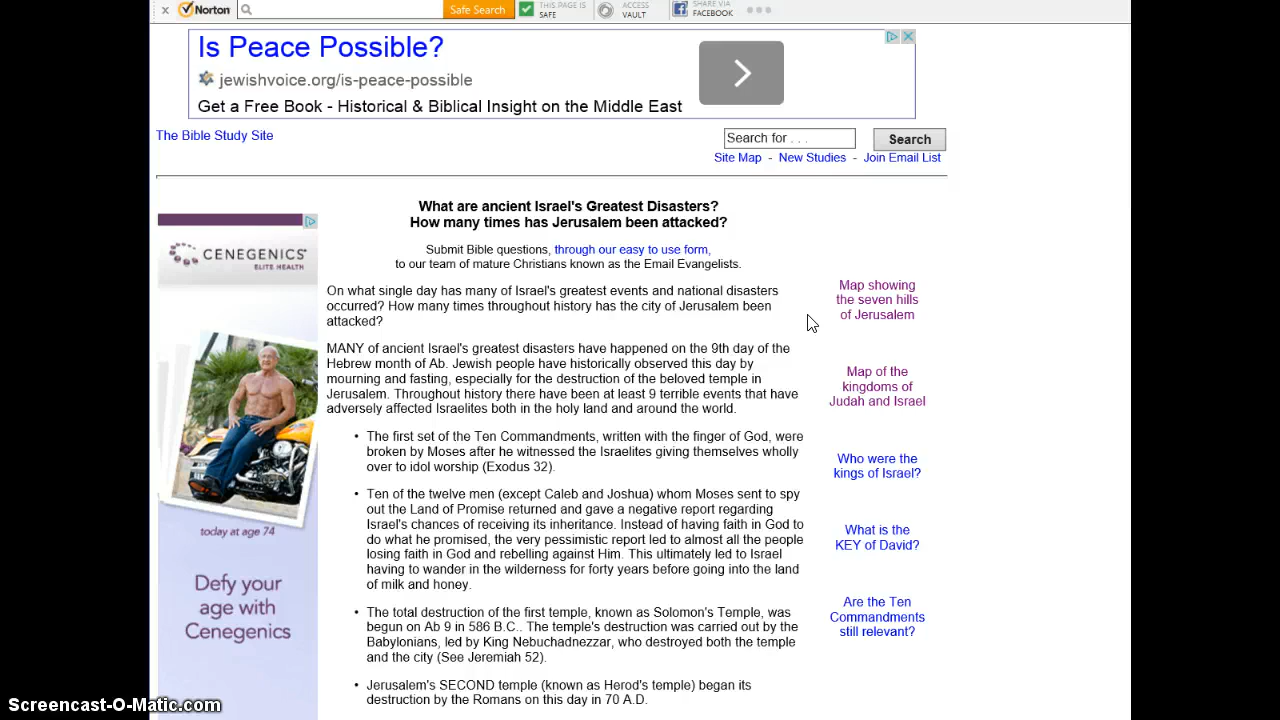 Norton
Safe Search
THIS PAGE IS
SAFE
ACCESS
VAULT
SHARE VIA
FACEBOOK
Is Peace Possible?
jewishvoice.org/is-peace-possible
Get a Free Book - Historical & Biblical Insight on the Middle East
The Bible Study Site
Search for . . .
Search
Site Map - New Studies - Join Email List
What are ancient Israel's Greatest Disasters?
How many times has Jerusalem been attacked?
Submit Bible questions, through our easy to use form,
to our team of mature Christians known as the Email Evangelists.
On what single day has many of Israel's greatest events and national disasters
occurred? How many times throughout history has the city of Jerusalem been
attacked?
MANY of ancient Israel's greatest disasters have happened on the 9th day of the
Hebrew month of Ab. Jewish people have historically observed this day by
mourning and fasting, especially for the destruction of the beloved temple in
Jerusalem. Throughout history there have been at least 9 terrible events that have
adversely affected Israelites both in the holy land and around the world.
• The first set of the Ten Commandments, written with the finger of God, were
broken by Moses after he witnessed the Israelites giving themselves wholly
over to idol worship (Exodus 32).
• Ten of the twelve men (except Caleb and Joshua) whom Moses sent to spy
out the Land of Promise returned and gave a negative report regarding
Israel's chances of receiving its inheritance. Instead of having faith in God to
do what he promised, the very pessimistic report led to almost all the people
losing faith in God and rebelling against Him. This ultimately led to Israel
having to wander in the wilderness for forty years before going into the land
of milk and honey.
• The total destruction of the first temple, known as Solomon's Temple, was
begun on Ab 9 in 586 B.C.. The temple's destruction was carried out by the
Babylonians, led by King Nebuchadnezzar, who destroyed both the temple
and the city (See Jeremiah 52).
• Jerusalem's SECOND temple (known as Herod's temple) began its
destruction by the Romans on this day in 70 A.D.
Map showing
the seven hills
of Jerusalem
Map of the
kingdoms of
Judah and Israel
Who were the
kings of Israel?
What is the
KEY of David?
Are the Ten
Commandments
still relevant?
CENEGENICS
ELITE HEALTH
today at age 74
Defy your
age with
Cenegenics
Screencast-O-Matic.com